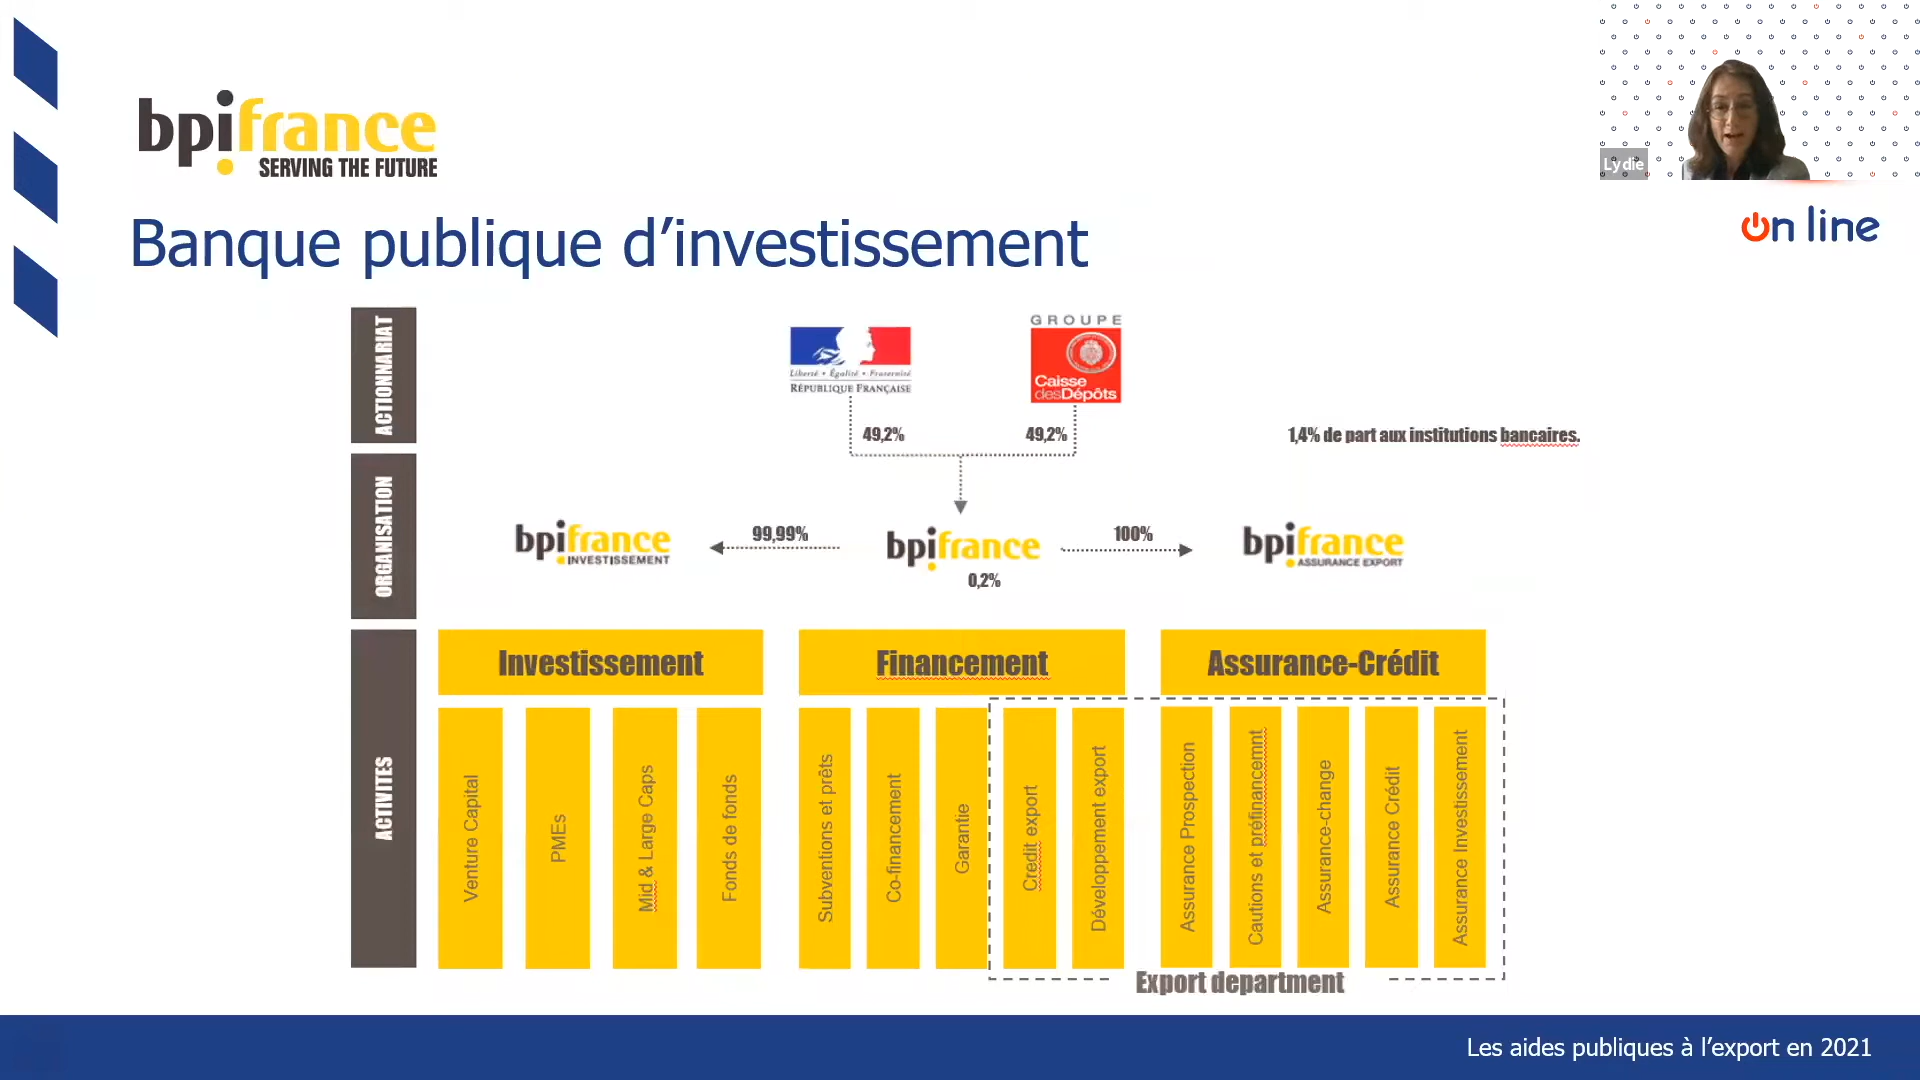 bpifrance
SERVING THE FUTURE
Lydie
on line
Banque publique d’investissement
ACTIONNARIAT
Liberté • Égalité • Fraternité
RÉPUBLIQUE FRANÇAISE
GROUPE
Caisse
desDépôts
49,2%
49,2%
1,4% de part aux institutions bancaires.
ORGANISATION
bpifrance
INVESTISSEMENT
99,99%
bpifrance
0,2%
100%
bpifrance
ASSURANCE EXPORT
ACTIVITES
Investissement
Financement
Assurance-Crédit
Venture Capital
PMEs
Mid & Large Caps
Fonds de fonds
Subventions et prêts
Co-financement
Garantie
Credit export
Développement export
Assurance Prospection
Cautions et préfinancemnt
Assurance-change
Assurance Crédit
Assurance Investissement
Export department
Les aides publiques à l’export en 2021